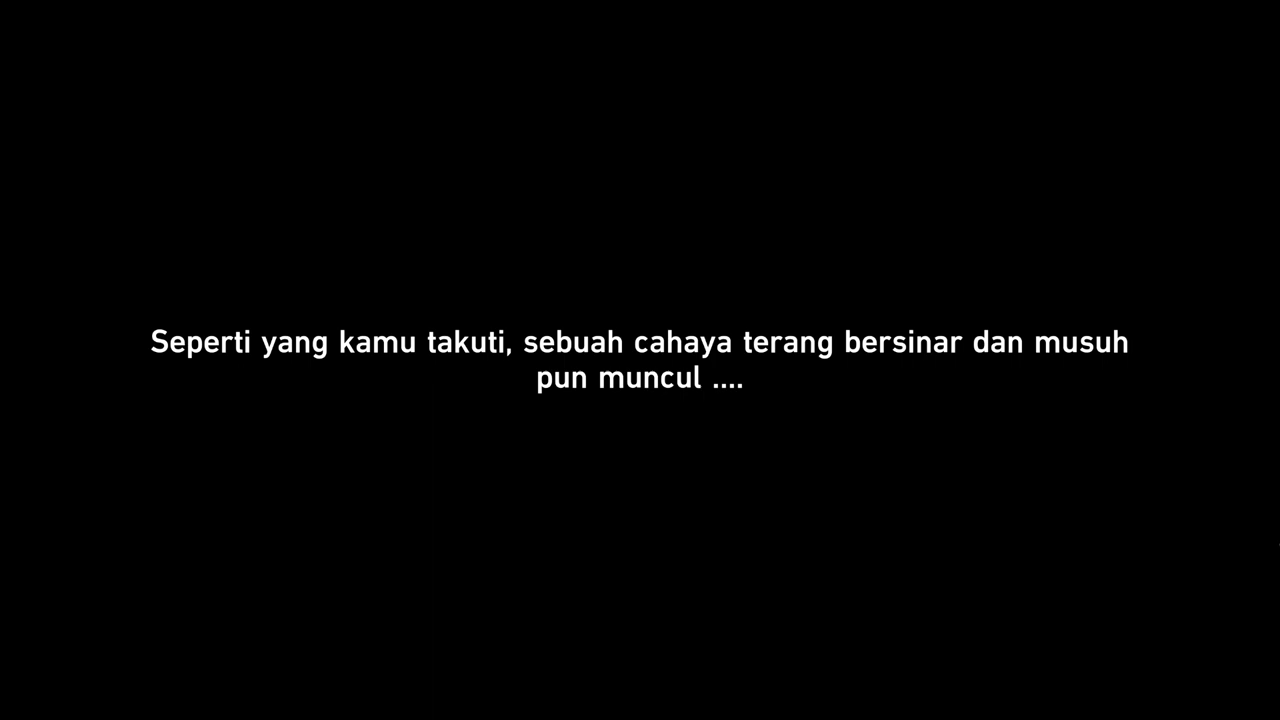 Seperti yang kamu takuti, sebuah cahaya terang bersinar dan musuh
pun muncul ....